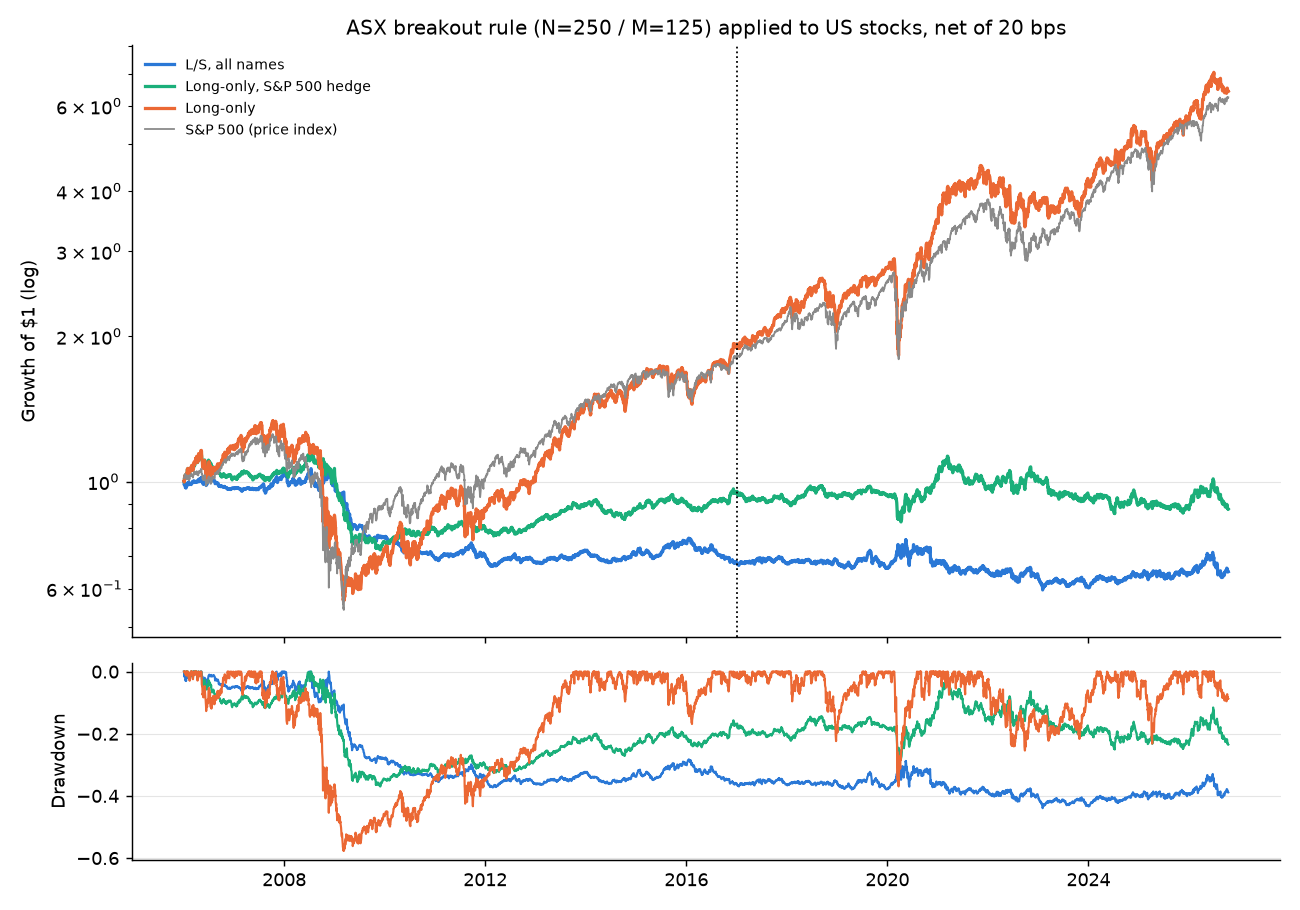 ASX breakout rule (N=250 / M=125) applied to US stocks, net of 20 bps
L/S, all names
Long-only, S&P 500 hedge
Long-only
S&P 500 (price index)
Growth of $1 (log)
6 × 10⁰
4 × 10⁰
3 × 10⁰
2 × 10⁰
10⁰
6 × 10⁻¹
Drawdown
0.0
−0.2
−0.4
−0.6
2008 2012 2016 2020 2024